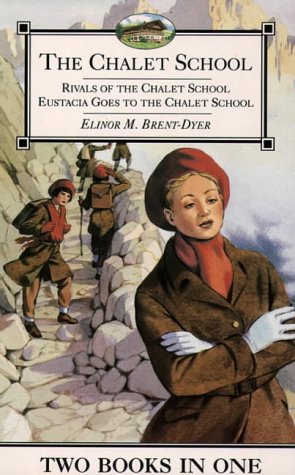 THE CHALET SCHOOL
RIVALS OF THE CHALET SCHOOL
EUSTACIA GOES TO THE CHALET SCHOOL
ELINOR M. BRENT-DYER
TWO BOOKS IN ONE